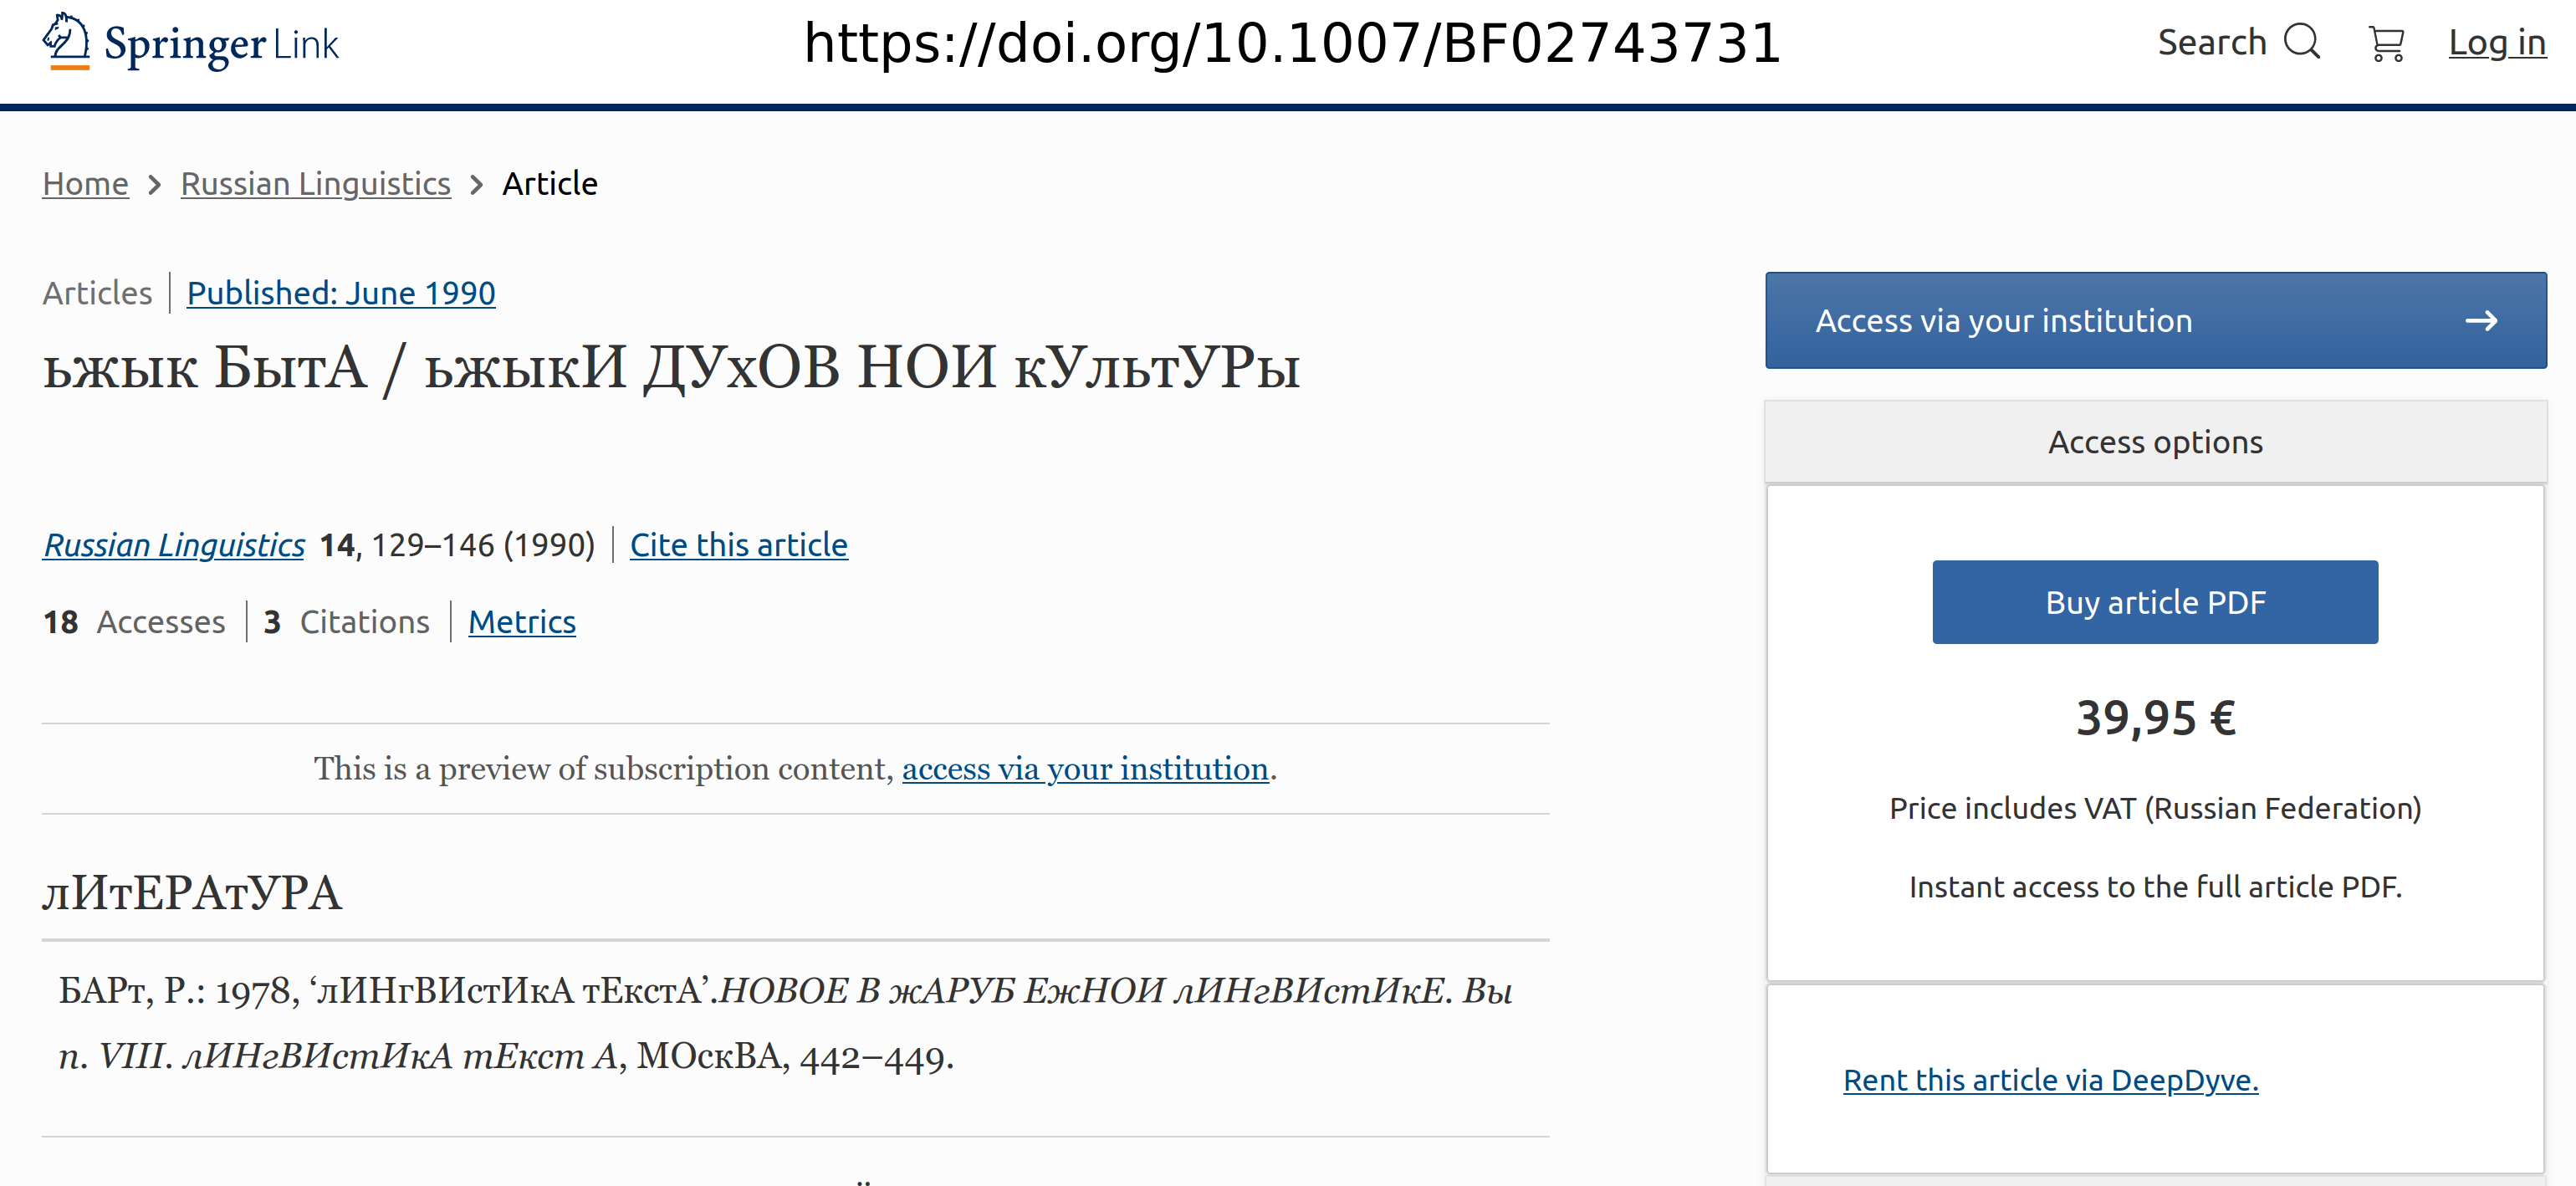 Springer Link
https://doi.org/10.1007/BF02743731
Search
Log in
Home > Russian Linguistics > Article
Articles | Published: June 1990
ьжык БытА / ьжыкИ ДУхОВ НОИ кУльтУРы
Russian Linguistics 14, 129–146 (1990) | Cite this article
18 Accesses | 3 Citations | Metrics
This is a preview of subscription content, access via your institution.
лИтЕРАтУРА
БАРт, Р.: 1978, ‘лИНгВИстИкА тЕкстА’.НОВОЕ В жАРУБ ЕжНОИ лИНгВИстИкЕ. Вы
п. VIII. лИНгВИстИкА тЕкст А, МОскВА, 442–449.
Access via your institution →
Access options
Buy article PDF
39,95 €
Price includes VAT (Russian Federation)
Instant access to the full article PDF.
Rent this article via DeepDyve.